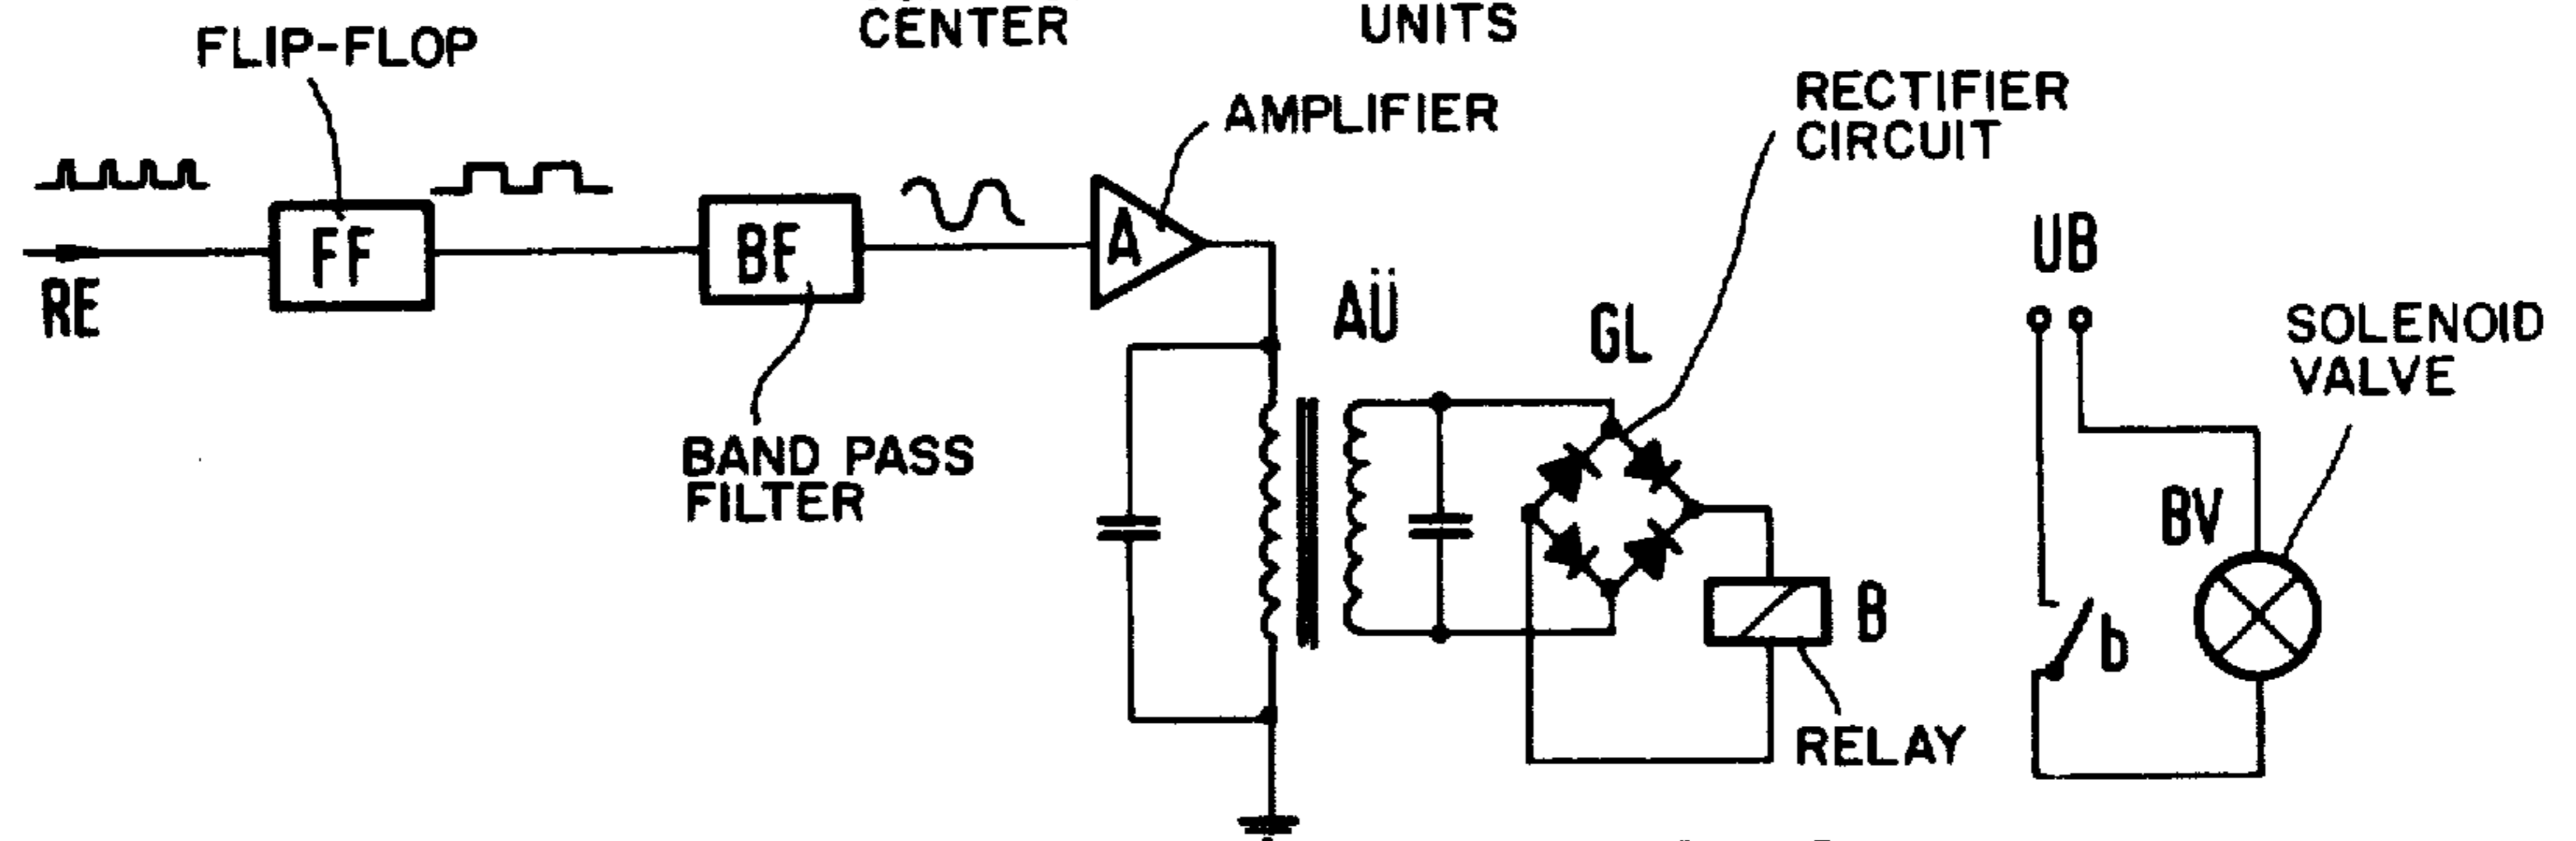 CENTER
UNITS
FLIP-FLOP
AMPLIFIER
RECTIFIER
CIRCUIT
RE
FF
BF
A
AÜ
GL
UB
SOLENOID
VALVE
BAND PASS
FILTER
BV
B
b
RELAY